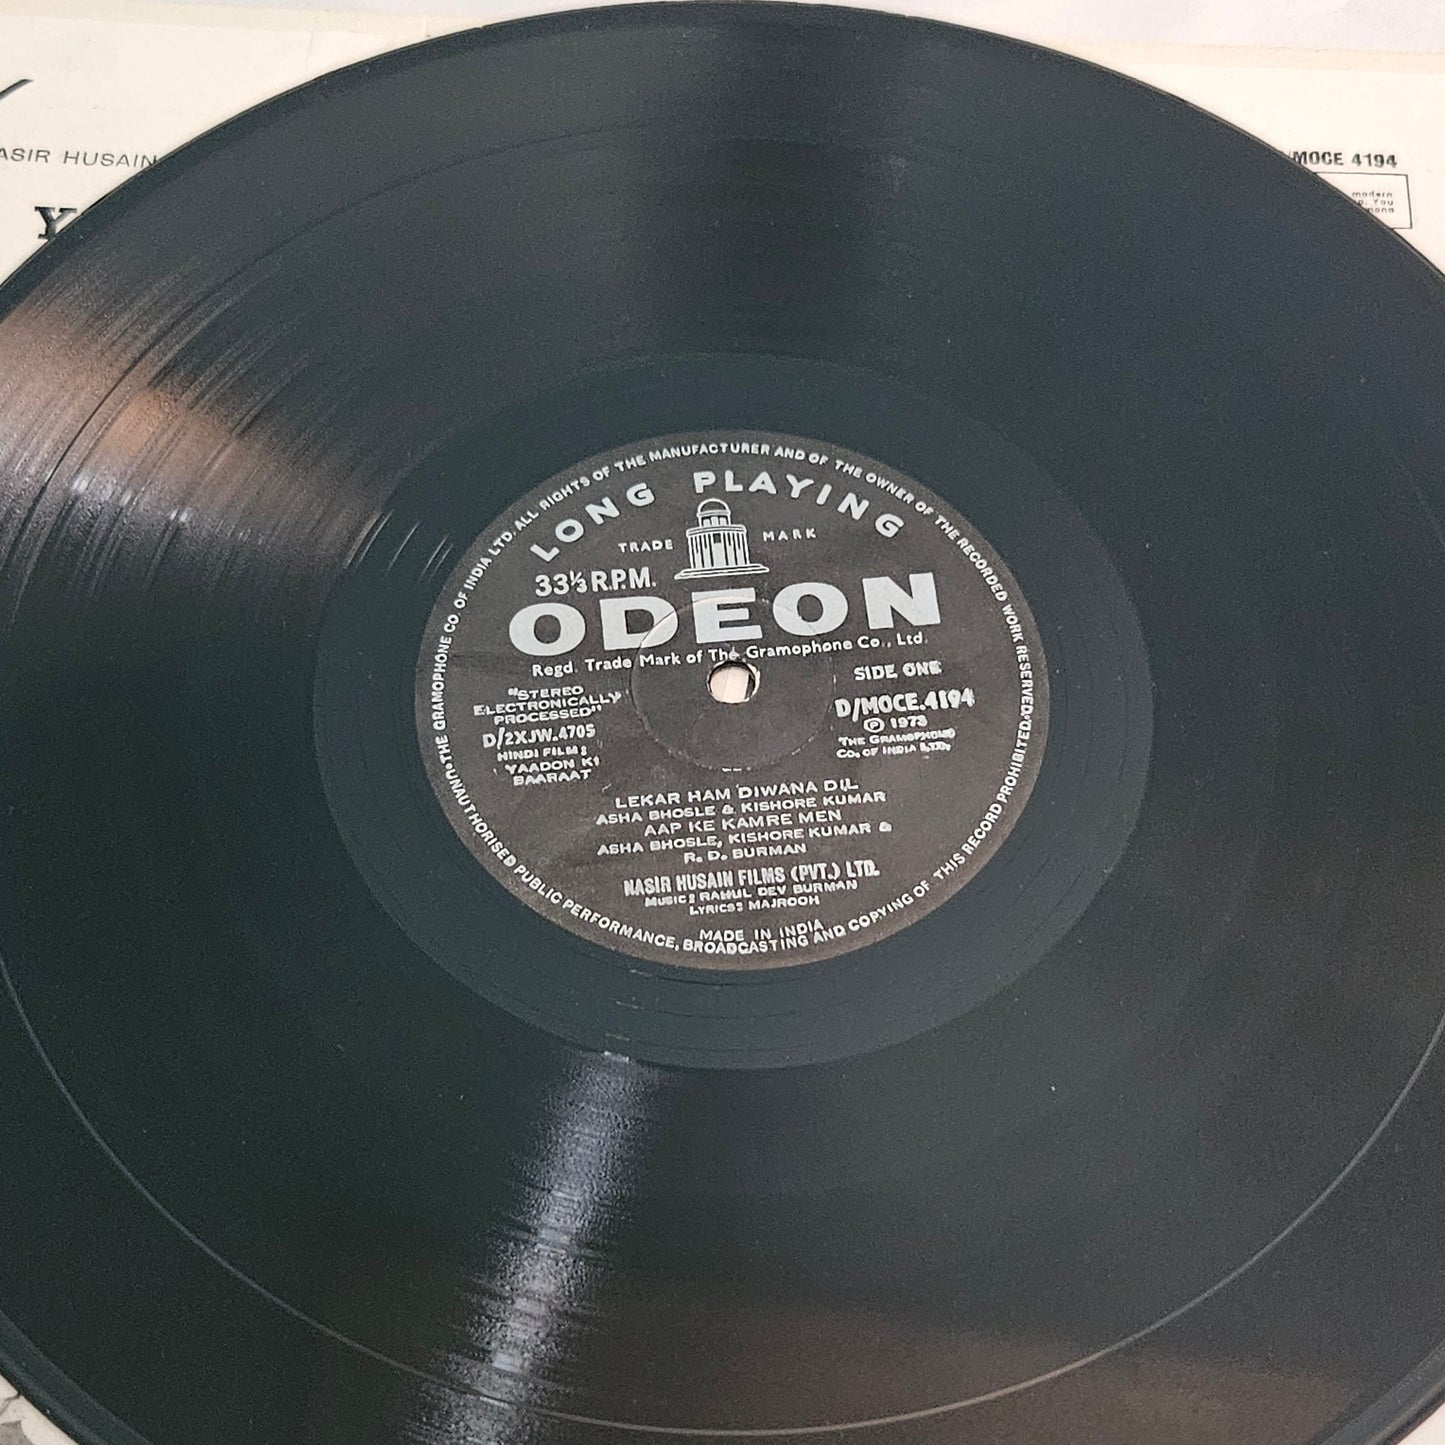 ASIR HUSAIN
MOCE 4194
modern
p. You
mand
Y
THE GRAMOPHONE CO. OF INDIA LTD. ALL RIGHTS OF THE MANUFACTURER AND OF THE OWNER OF THE RECORDED WORK RESERVED.
LONG PLAYING
TRADE MARK
33⅓ R.P.M.
ODEON
Regd. Trade Mark of The Gramophone Co., Ltd.
SIDE ONE
"STEREO
ELECTRONICALLY
PROCESSED"
D/2XJW.4705
HINDI FILM:
YAADON KI
BAARAAT
D/MOCE.4194
Ⓟ 1973
THE GRAMOPHONE
CO. OF INDIA LTD.
LEKAR HAM DIWANA DIL
ASHA BHOSLE & KISHORE KUMAR
AAP KE KAMRE MEN
ASHA BHOSLE, KISHORE KUMAR &
R. D. BURMAN
NASIR HUSAIN FILMS (PVT.) LTD.
MUSIC: RAHUL DEV BURMAN
LYRICS: MAJROOH
MADE IN INDIA
UNAUTHORISED PUBLIC PERFORMANCE, BROADCASTING AND COPYING OF THIS RECORD PROHIBITED